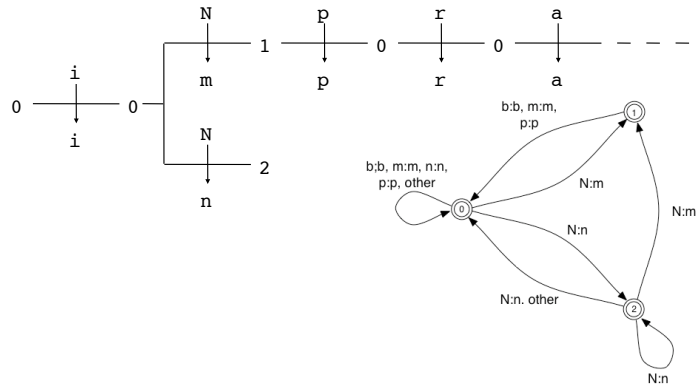 N p r a
0 i 0 1 0 0
i m p r a
N 2
n
b:b, m:m,
p:p
1
b;b, m:m, n:n,
p:p, other
0
N:m
N:n
N:m
N:n. other
2
N:n